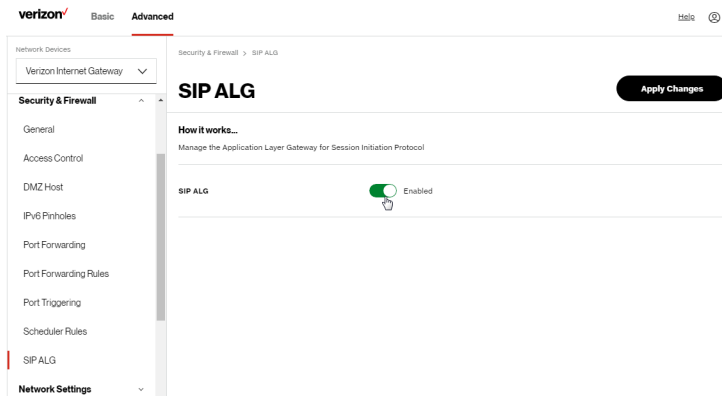 verizon✓ Basic Advanced Help
Network Devices
Verizon Internet Gateway
Security & Firewall
General
Access Control
DMZ Host
IPv6 Pinholes
Port Forwarding
Port Forwarding Rules
Port Triggering
Scheduler Rules
SIP ALG
Network Settings
Security & Firewall > SIP ALG
SIP ALG
Apply Changes
How it works...
Manage the Application Layer Gateway for Session Initiation Protocol
SIP ALG Enabled